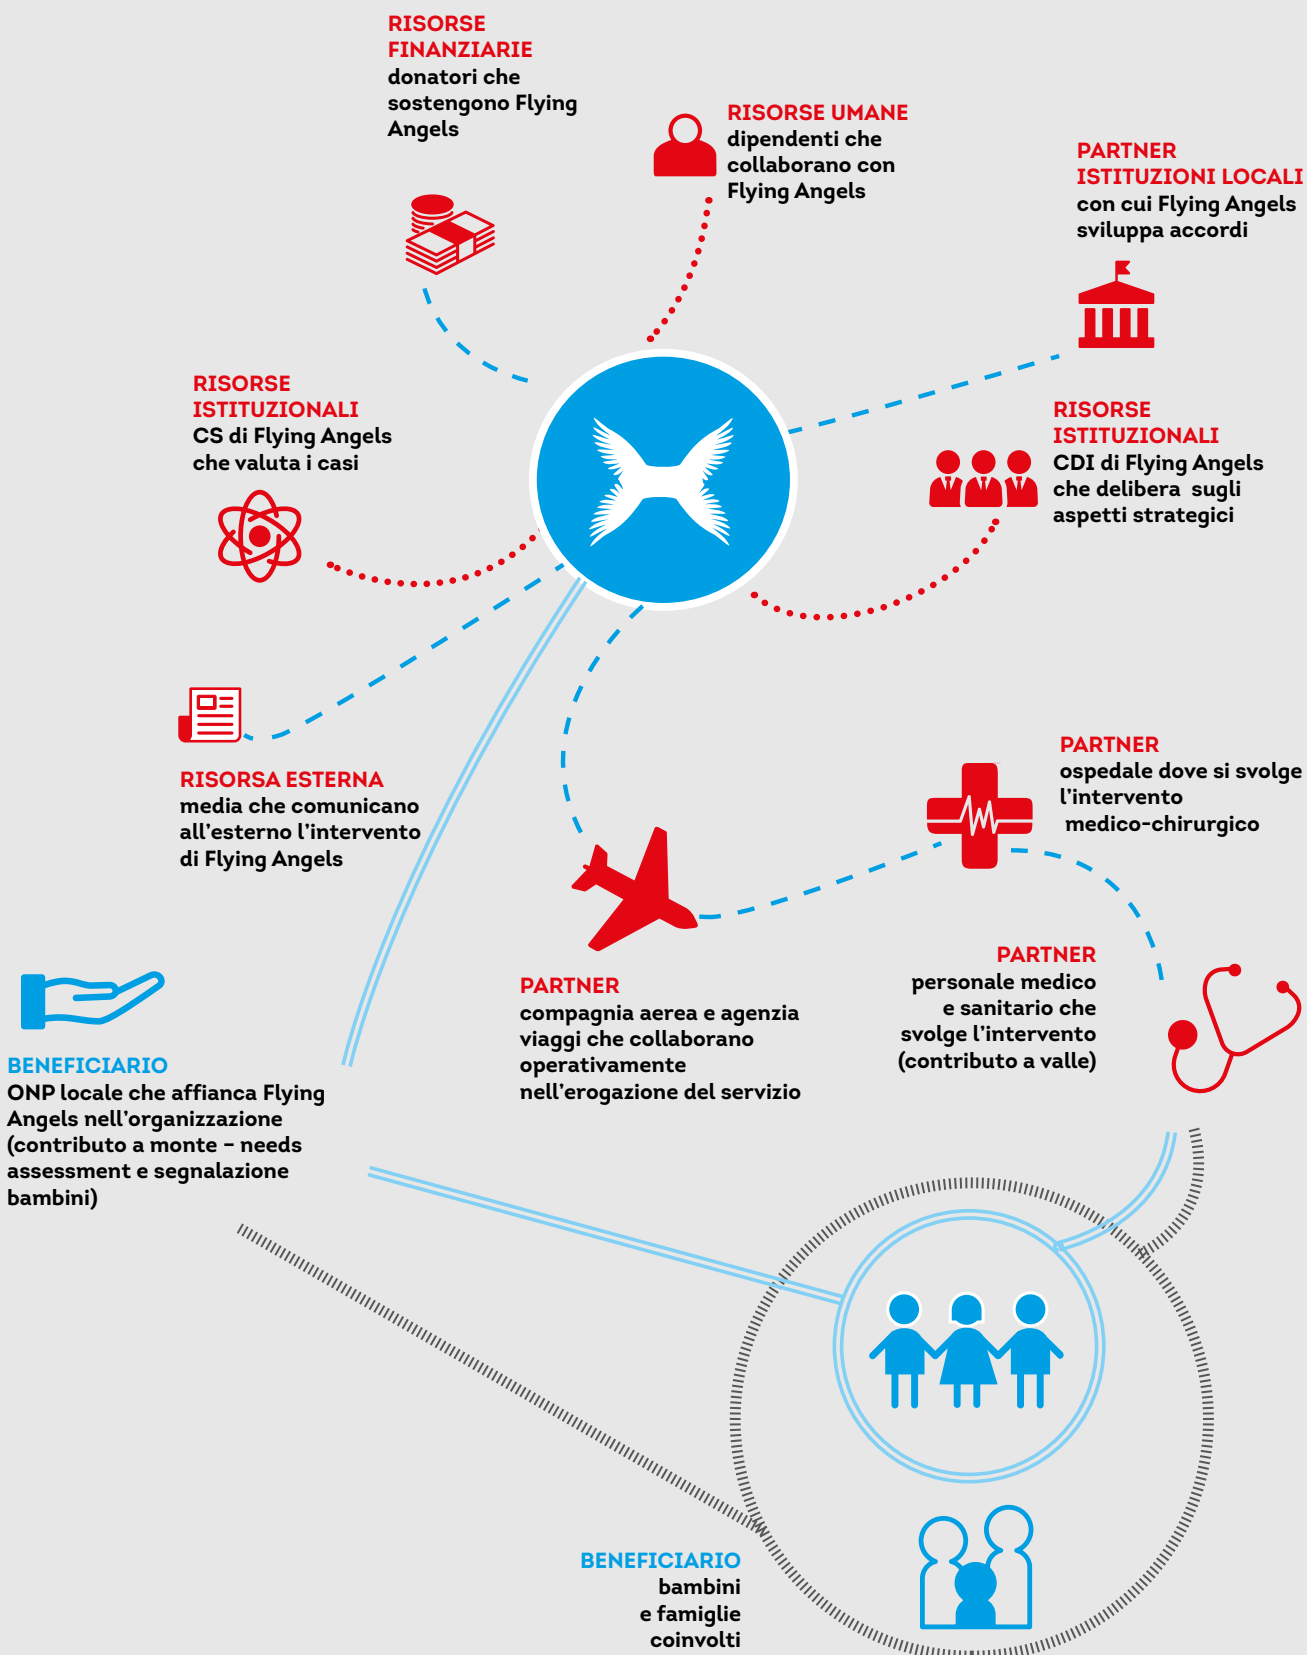 RISORSE
FINANZIARIE
donatori che
sostengono Flying
Angels
RISORSE UMANE
dipendenti che
collaborano con
Flying Angels
PARTNER
ISTITUZIONI LOCALI
con cui Flying Angels
sviluppa accordi
RISORSE
ISTITUZIONALI
CS di Flying Angels
che valuta i casi
RISORSE
ISTITUZIONALI
CDI di Flying Angels
che delibera sugli
aspetti strategici
RISORSA ESTERNA
media che comunicano
all'esterno l'intervento
di Flying Angels
PARTNER
ospedale dove si svolge
l'intervento
medico-chirurgico
PARTNER
compagnia aerea e agenzia
viaggi che collaborano
operativamente
nell'erogazione del servizio
PARTNER
personale medico
e sanitario che
svolge l'intervento
(contributo a valle)
BENEFICIARIO
ONP locale che affianca Flying
Angels nell'organizzazione
(contributo a monte – needs
assessment e segnalazione
bambini)
BENEFICIARIO
bambini
e famiglie
coinvolti